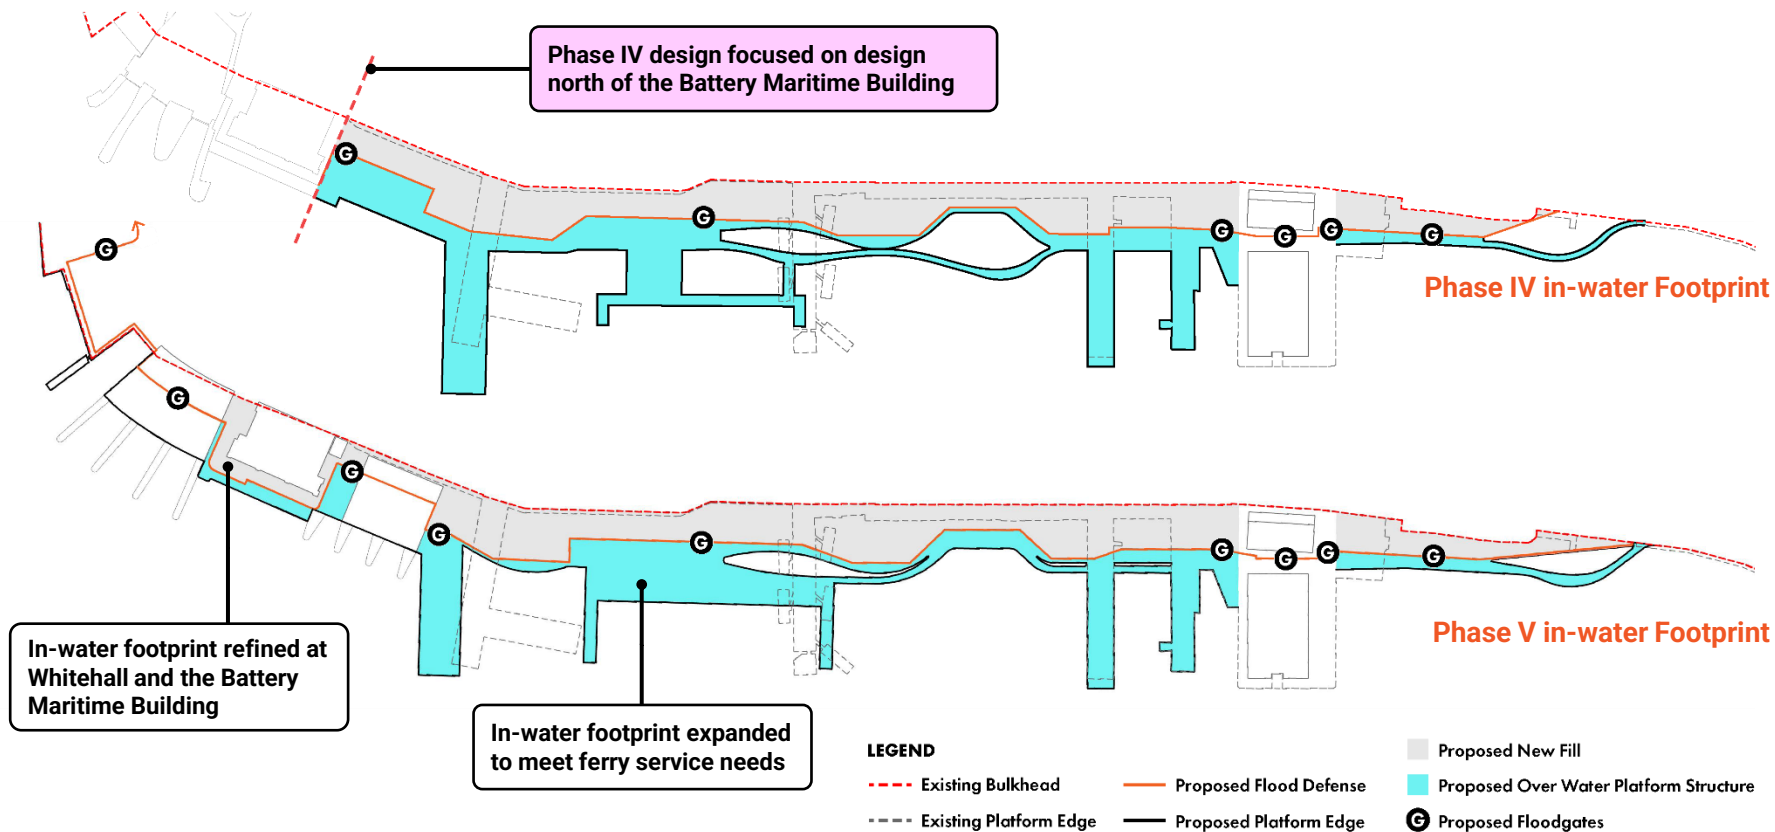 Phase IV design focused on design
north of the Battery Maritime Building
G
G
G
G
G
G
Phase IV in-water Footprint
G
G
G
G
G
G
G
G
G
In-water footprint refined at
Whitehall and the Battery
Maritime Building
In-water footprint expanded
to meet ferry service needs
Phase V in-water Footprint
LEGEND
Existing Bulkhead
Existing Platform Edge
Proposed Flood Defense
Proposed Platform Edge
Proposed New Fill
Proposed Over Water Platform Structure
G Proposed Floodgates